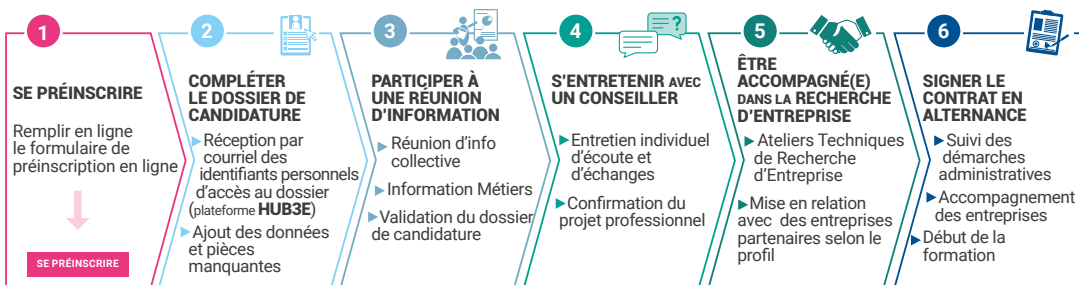 1
SE PRÉINSCRIRE
Remplir en ligne
le formulaire de
préinscription en ligne
SE PRÉINSCRIRE
2
COMPLÉTER
LE DOSSIER DE
CANDIDATURE
▶ Réception par
courriel des
identifiants personnels
d'accès au dossier
(plateforme HUB3E)
▶ Ajout des données
et pièces
manquantes
3
PARTICIPER À
UNE RÉUNION
D'INFORMATION
▶ Réunion d'info
collective
▶ Information Métiers
▶ Validation du dossier
de candidature
4
?
S'ENTRETENIR AVEC
UN CONSEILLER
▶ Entretien individuel
d'écoute et
d'échanges
▶ Confirmation du
projet professionnel
5
ÊTRE
ACCOMPAGNÉ(E)
DANS LA RECHERCHE
D'ENTREPRISE
▶ Ateliers Techniques
de Recherche
d'Entreprise
▶ Mise en relation
avec des entreprises
partenaires selon le
profil
6
SIGNER LE
CONTRAT EN
ALTERNANCE
▶ Suivi des
démarches
administratives
▶ Accompagnement
des entreprises
▶ Début de la
formation